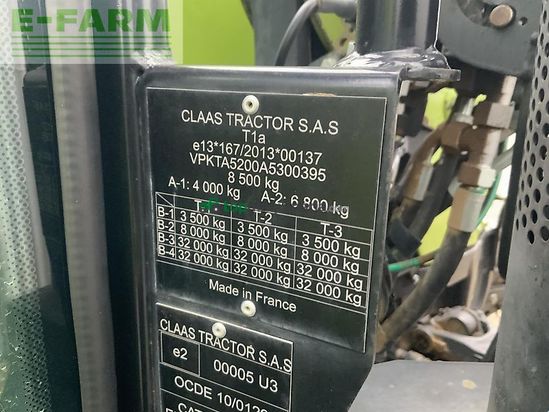 E-FARM
CLAAS TRACTOR S.A.S
T1a
e13*167/2013*00137
VPKTA5200A5300395
8 500 kg
A-1: 4 000 kg A-2: 6 800 kg
T-2 T-3
B-1 3 500 kg 3 500 kg 3 500 kg
B-2 8 000 kg 8 000 kg 8 000 kg
B-3 32 000 kg 32 000 kg 32 000 kg
B-4 32 000 kg 32 000 kg 32 000 kg
Made in France
CLAAS TRACTOR S.A.S
e2 00005 U3